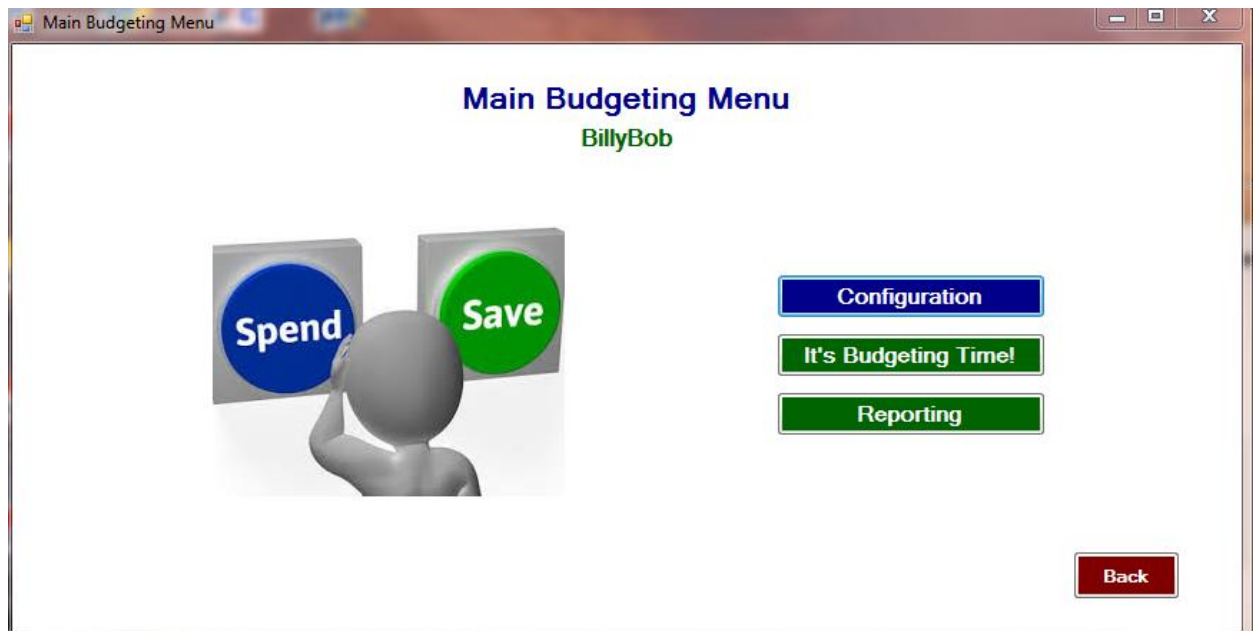 Main Budgeting Menu
Main Budgeting Menu
BillyBob
Spend
Save
Configuration
It's Budgeting Time!
Reporting
Back